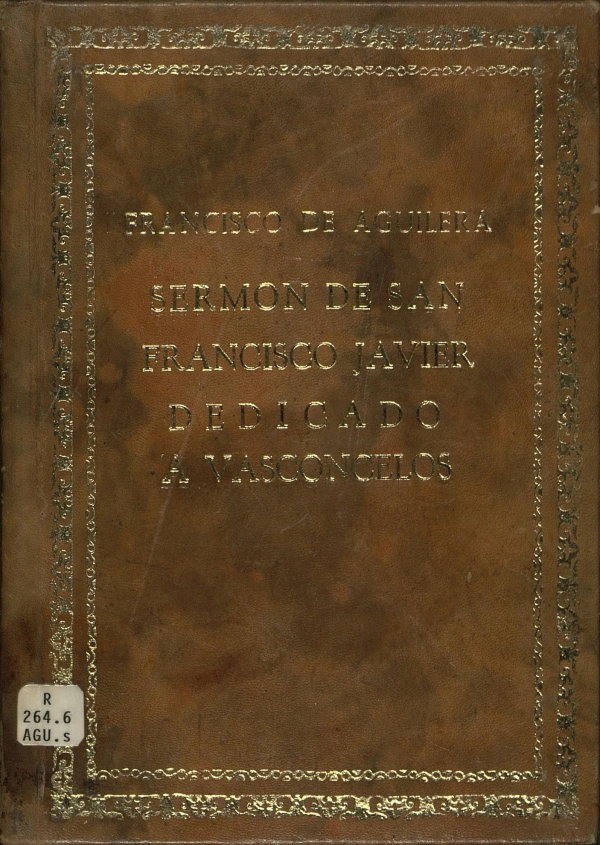 FRANCISCO DE AGUILERA
SERMON DE SAN
FRANCISCO JAVIER
DEDICADO
A VASCONCELOS
R
264.6
AGU.s